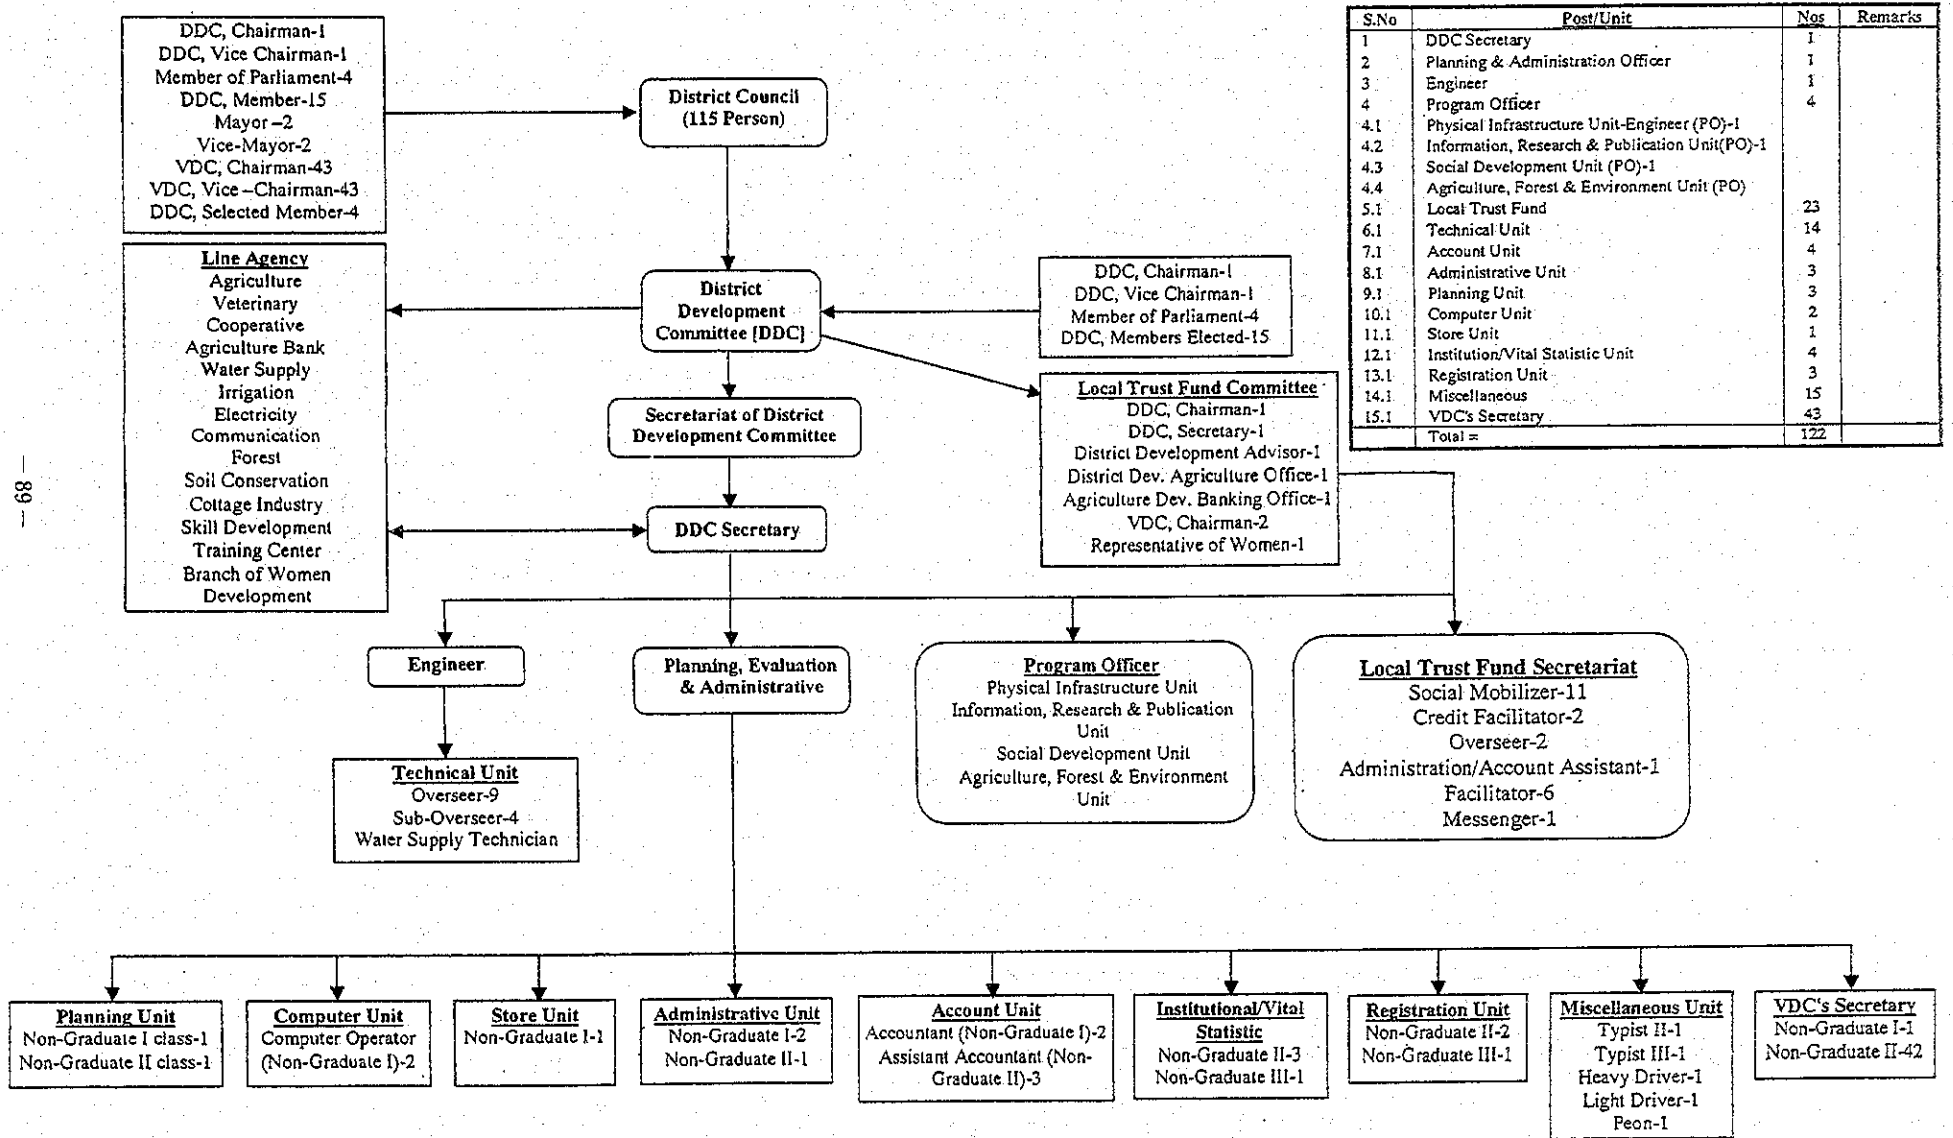 DDC, Chairman-1
DDC, Vice Chairman-1
Member of Parliament-4
DDC, Member-15
Mayor –2
Vice-Mayor-2
VDC, Chairman-43
VDC, Vice –Chairman-43
DDC, Selected Member-4
District Council
(115 Person)
S.No Post/Unit Nos Remarks
1 DDC Secretary 1
2 Planning & Administration Officer 1
3 Engineer 1
4 Program Officer 4
4.1 Physical Infrastructure Unit-Engineer (PO)-1
4.2 Information, Research & Publication Unit(PO)-1
4.3 Social Development Unit (PO)-1
4.4 Agriculture, Forest & Environment Unit (PO)
5.1 Local Trust Fund 23
6.1 Technical Unit 14
7.1 Account Unit 4
8.1 Administrative Unit 3
9.1 Planning Unit 3
10.1 Computer Unit 2
11.1 Store Unit 1
12.1 Institution/Vital Statistic Unit 4
13.1 Registration Unit 3
14.1 Miscellaneous 15
15.1 VDC's Secretary 43
Total = 122
Line Agency
Agriculture
Veterinary
Cooperative
Agriculture Bank
Water Supply
Irrigation
Electricity
Communication
Forest
Soil Conservation
Cottage Industry
Skill Development
Training Center
Branch of Women
Development
District
Development
Committee [DDC]
DDC, Chairman-1
DDC, Vice Chairman-1
Member of Parliament-4
DDC, Members Elected-15
Secretariat of District
Development Committee
Local Trust Fund Committee
DDC, Chairman-1
DDC, Secretary-1
District Development Advisor-1
District Dev. Agriculture Office-1
Agriculture Dev. Banking Office-1
VDC, Chairman-2
Representative of Women-1
DDC Secretary
— 89 —
Engineer
Planning, Evaluation
& Administrative
Program Officer
Physical Infrastructure Unit
Information, Research & Publication
Unit
Social Development Unit
Agriculture, Forest & Environment
Unit
Local Trust Fund Secretariat
Social Mobilizer-11
Credit Facilitator-2
Overseer-2
Administration/Account Assistant-1
Facilitator-6
Messenger-1
Technical Unit
Overseer-9
Sub-Overseer-4
Water Supply Technician
Planning Unit
Non-Graduate I class-1
Non-Graduate II class-1
Computer Unit
Computer Operator
(Non-Graduate I)-2
Store Unit
Non-Graduate I-1
Administrative Unit
Non-Graduate I-2
Non-Graduate II-1
Account Unit
Accountant (Non-Graduate I)-2
Assistant Accountant (Non-
Graduate II)-3
Institutional/Vital
Statistic
Non-Graduate II-3
Non-Graduate III-1
Registration Unit
Non-Graduate II-2
Non-Graduate III-1
Miscellaneous Unit
Typist II-1
Typist III-1
Heavy Driver-1
Light Driver-1
Peon-1
VDC's Secretary
Non-Graduate I-1
Non-Graduate II-42